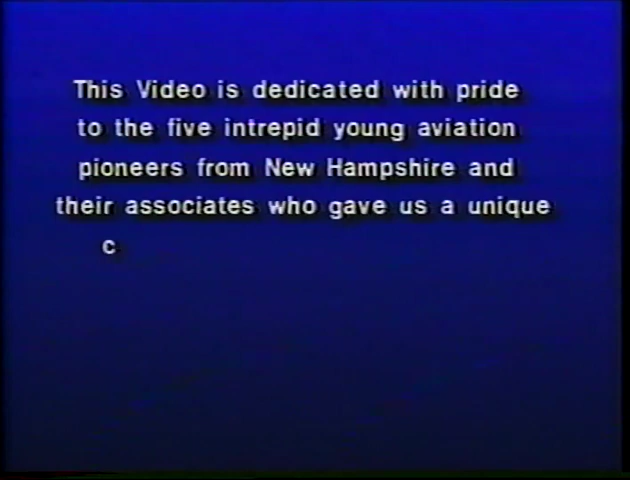 This Video is dedicated with pride
to the five intrepid young aviation
pioneers from New Hampshire and
their associates who gave us a unique
c